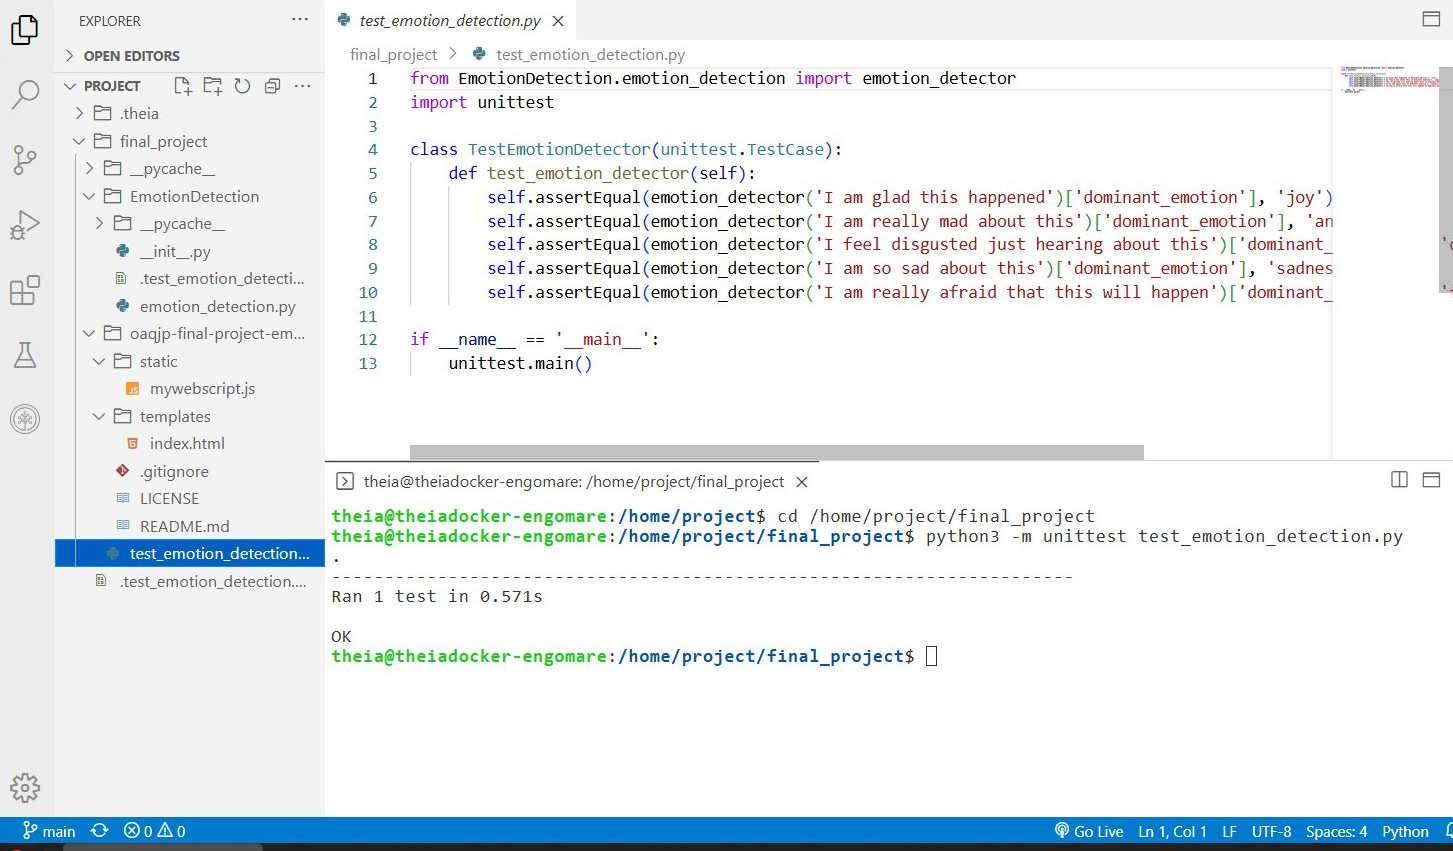 EXPLORER
OPEN EDITORS
PROJECT
.theia
final_project
__pycache__
EmotionDetection
__pycache__
__init__.py
.test_emotion_detecti...
emotion_detection.py
oaqjp-final-project-em...
static
mywebscript.js
templates
index.html
.gitignore
LICENSE
README.md
test_emotion_detection...
.test_emotion_detection....
test_emotion_detection.py
final_project > test_emotion_detection.py
1 from EmotionDetection.emotion_detection import emotion_detector
2 import unittest
3
4 class TestEmotionDetector(unittest.TestCase):
5 def test_emotion_detector(self):
6 self.assertEqual(emotion_detector('I am glad this happened')['dominant_emotion'], 'joy')
7 self.assertEqual(emotion_detector('I am really mad about this')['dominant_emotion'], 'an
8 self.assertEqual(emotion_detector('I feel disgusted just hearing about this')['dominant_
9 self.assertEqual(emotion_detector('I am so sad about this')['dominant_emotion'], 'sadnes
10 self.assertEqual(emotion_detector('I am really afraid that this will happen')['dominant_
11
12 if __name__ == '__main__':
13 unittest.main()
theia@theiadocker-engomare: /home/project/final_project
theia@theiadocker-engomare:/home/project$ cd /home/project/final_project
theia@theiadocker-engomare:/home/project/final_project$ python3 -m unittest test_emotion_detection.py
.
----------------------------------------------------------------------
Ran 1 test in 0.571s
OK
theia@theiadocker-engomare:/home/project/final_project$
main 0 0 Go Live Ln 1, Col 1 LF UTF-8 Spaces: 4 Python